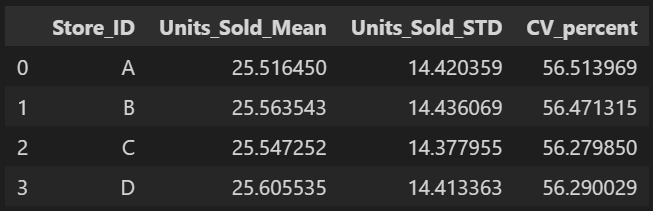 Store_ID Units_Sold_Mean Units_Sold_STD CV_percent
0 A 25.516450 14.420359 56.513969
1 B 25.563543 14.436069 56.471315
2 C 25.547252 14.377955 56.279850
3 D 25.605535 14.413363 56.290029